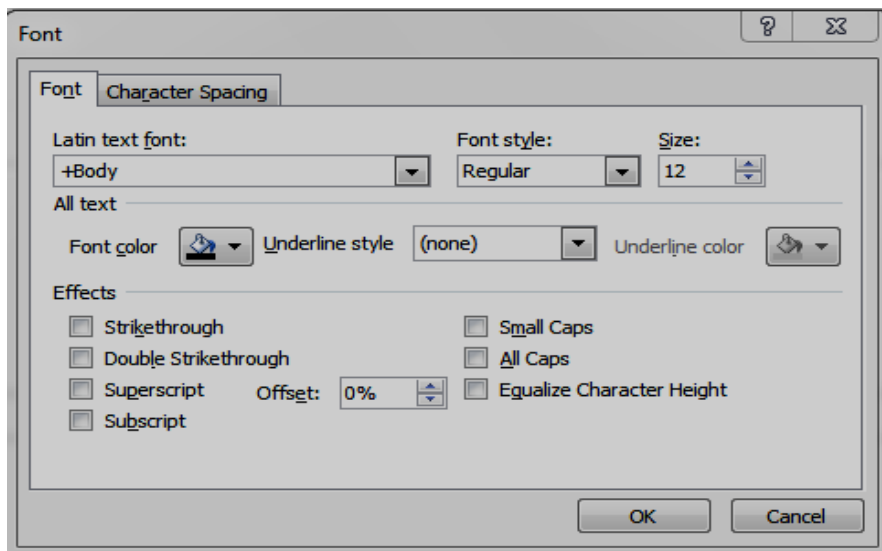 Font
Font Character Spacing
Latin text font: Font style: Size:
+Body Regular 12
All text
Font color Underline style (none) Underline color
Effects
Strikethrough Small Caps
Double Strikethrough All Caps
Superscript Offset: 0% Equalize Character Height
Subscript
OK Cancel